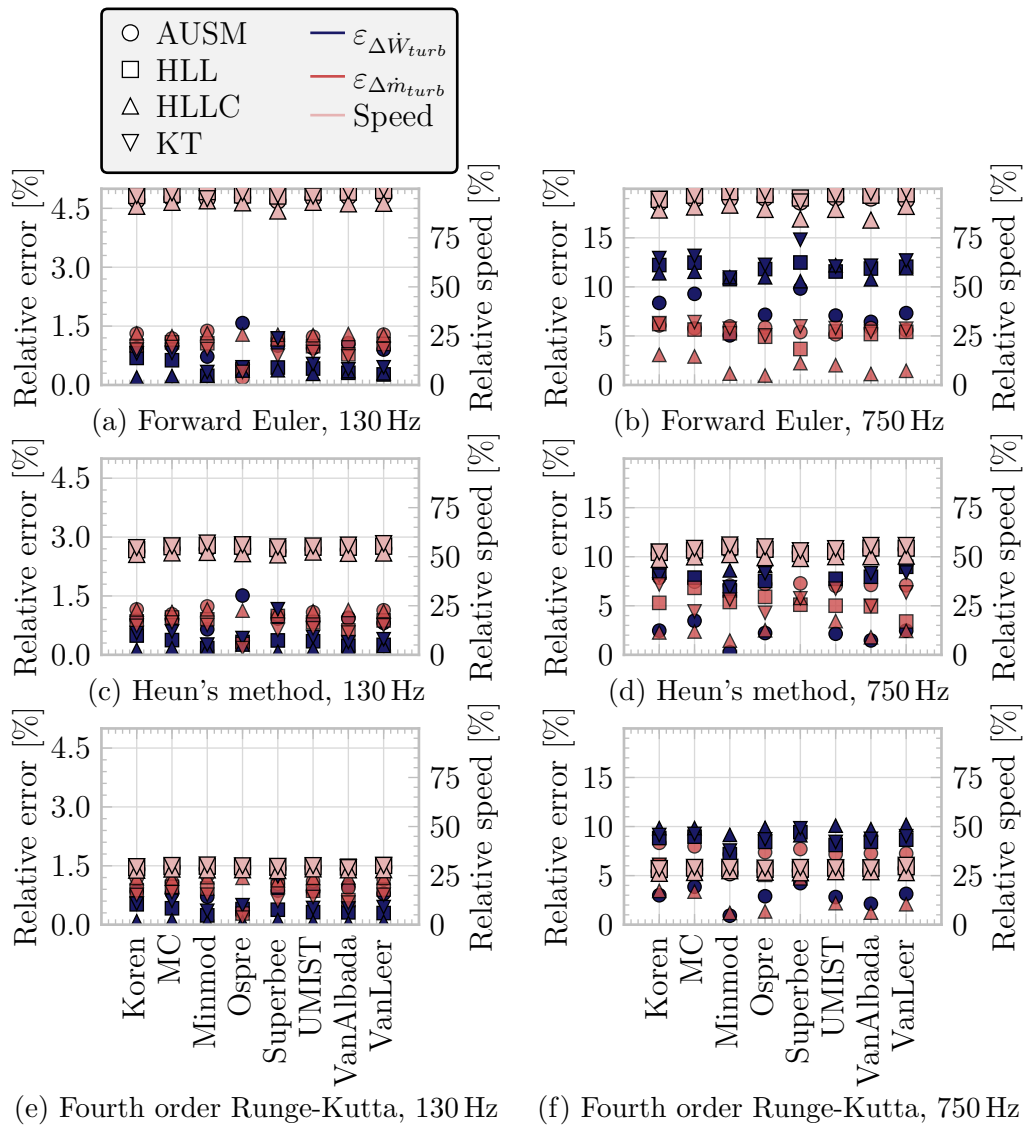 AUSM
HLL
HLLC
KT
εΔẆturb
εΔṁturb
Speed
Relative error [%]
4.5
3.0
1.5
0.0
75
50
25
0
Relative speed [%]
(a) Forward Euler, 130 Hz
Relative error [%]
15
10
5
0
75
50
25
0
Relative speed [%]
(b) Forward Euler, 750 Hz
Relative error [%]
4.5
3.0
1.5
0.0
75
50
25
0
Relative speed [%]
(c) Heun's method, 130 Hz
Relative error [%]
15
10
5
0
75
50
25
0
Relative speed [%]
(d) Heun's method, 750 Hz
Relative error [%]
4.5
3.0
1.5
0.0
75
50
25
0
Relative speed [%]
Koren
MC
Minmod
Ospre
Superbee
UMIST
VanAlbada
VanLeer
(e) Fourth order Runge-Kutta, 130 Hz
Relative error [%]
15
10
5
0
75
50
25
0
Relative speed [%]
Koren
MC
Minmod
Ospre
Superbee
UMIST
VanAlbada
VanLeer
(f) Fourth order Runge-Kutta, 750 Hz